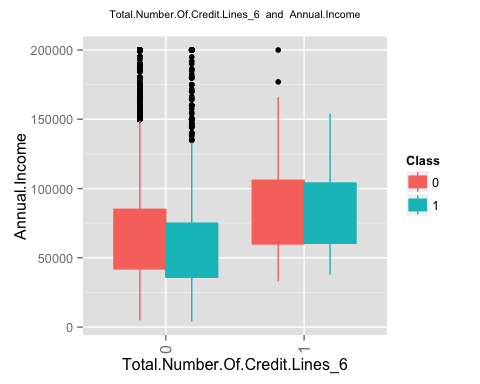 Total.Number.Of.Credit.Lines_6 and Annual.Income
200000
150000
100000
50000
0
Annual.Income
0
1
Total.Number.Of.Credit.Lines_6
Class
0
1